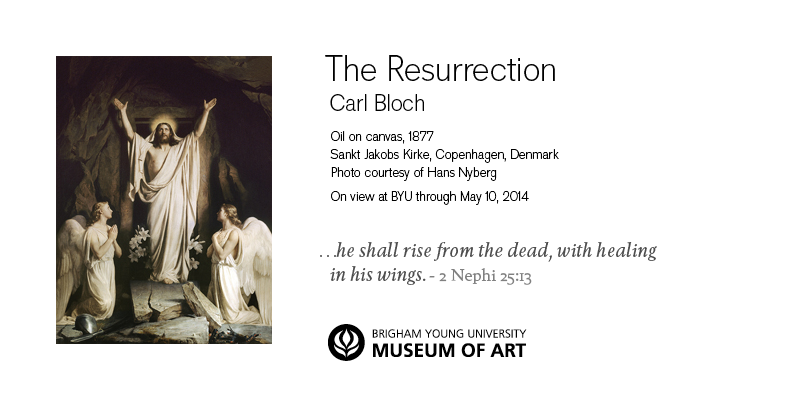 The Resurrection
Carl Bloch
Oil on canvas, 1877
Sankt Jakobs Kirke, Copenhagen, Denmark
Photo courtesy of Hans Nyberg
On view at BYU through May 10, 2014
...he shall rise from the dead, with healing
in his wings. - 2 Nephi 25:13
BRIGHAM YOUNG UNIVERSITY
MUSEUM OF ART